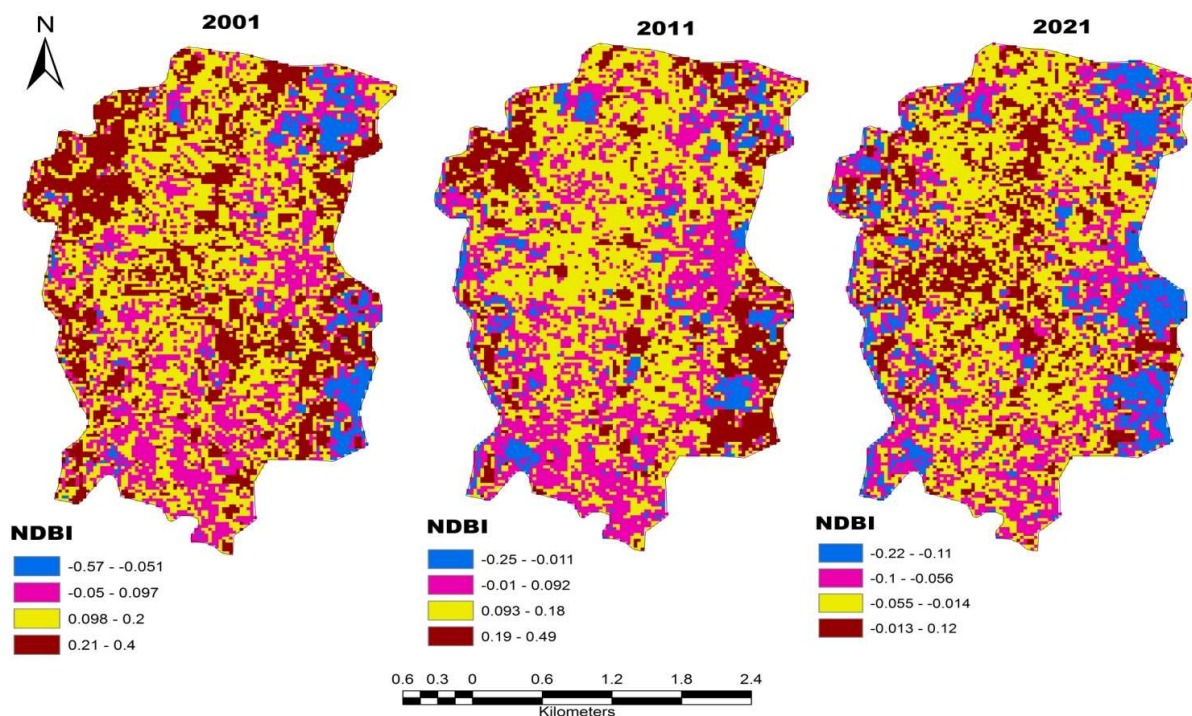 N
2001
2011
2021
NDBI
-0.57 - -0.051
-0.05 - 0.097
0.098 - 0.2
0.21 - 0.4
NDBI
-0.25 - -0.011
-0.01 - 0.092
0.093 - 0.18
0.19 - 0.49
NDBI
-0.22 - -0.11
-0.1 - -0.056
-0.055 - -0.014
-0.013 - 0.12
0.6 0.3 0 0.6 1.2 1.8 2.4
Kilometers